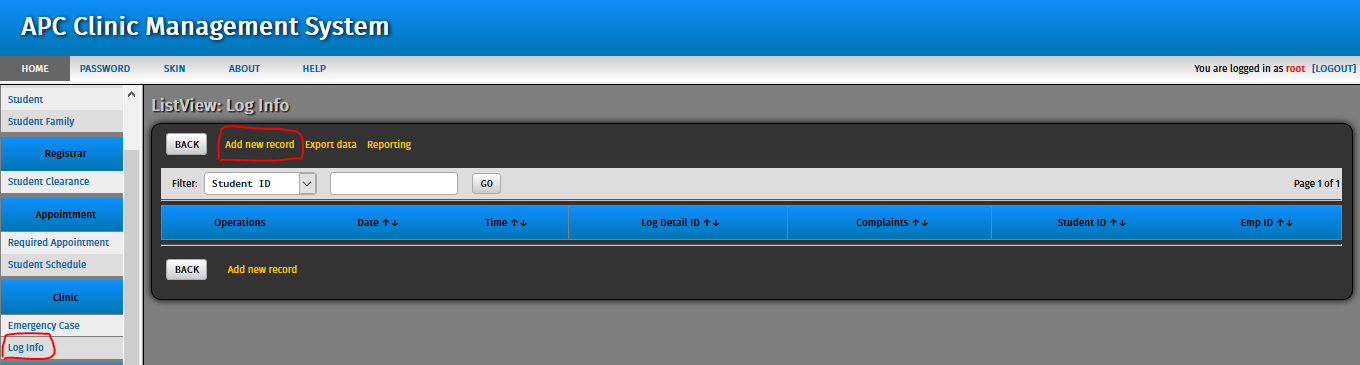 APC Clinic Management System
HOME PASSWORD SKIN ABOUT HELP You are logged in as root [LOGOUT]
Student
Student Family
Registrar
Student Clearance
Appointment
Required Appointment
Student Schedule
Clinic
Emergency Case
Log Info
ListView: Log Info
BACK Add new record Export data Reporting
Filter: Student ID GO Page 1 of 1
Operations Date ↑↓ Time ↑↓ Log Detail ID ↑↓ Complaints ↑↓ Student ID ↑↓ Emp ID ↑↓
BACK Add new record